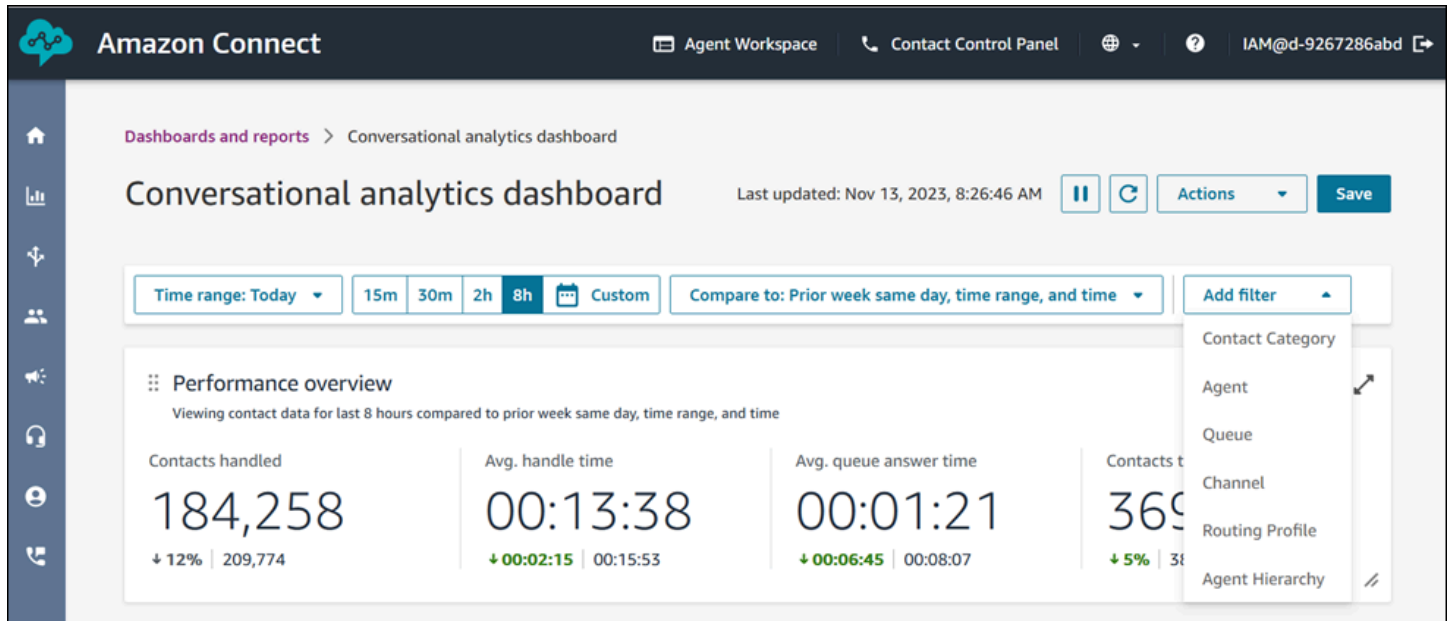 Amazon Connect
Agent Workspace
Contact Control Panel
IAM@d-9267286abd
Dashboards and reports > Conversational analytics dashboard
Conversational analytics dashboard
Last updated: Nov 13, 2023, 8:26:46 AM
Actions
Save
Time range: Today
15m 30m 2h 8h Custom
Compare to: Prior week same day, time range, and time
Add filter
Contact Category
Agent
Queue
Channel
Routing Profile
Agent Hierarchy
Performance overview
Viewing contact data for last 8 hours compared to prior week same day, time range, and time
Contacts handled
184,258
↓ 12% | 209,774
Avg. handle time
00:13:38
↓ 00:02:15 | 00:15:53
Avg. queue answer time
00:01:21
↓ 00:06:45 | 00:08:07
Contacts
369
↓ 5%